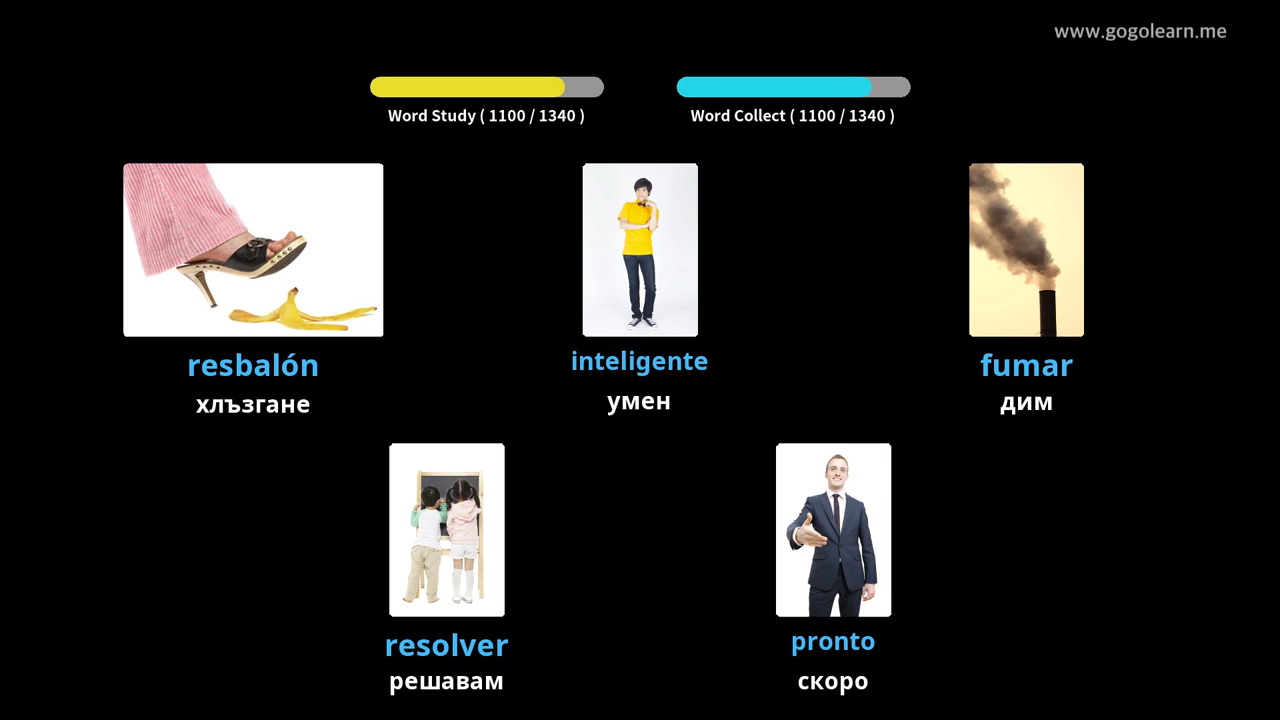 www.gogolearn.me
Word Study ( 1100 / 1340 )
Word Collect ( 1100 / 1340 )
resbalón
хлъзгане
inteligente
умен
fumar
дим
resolver
решавам
pronto
скоро